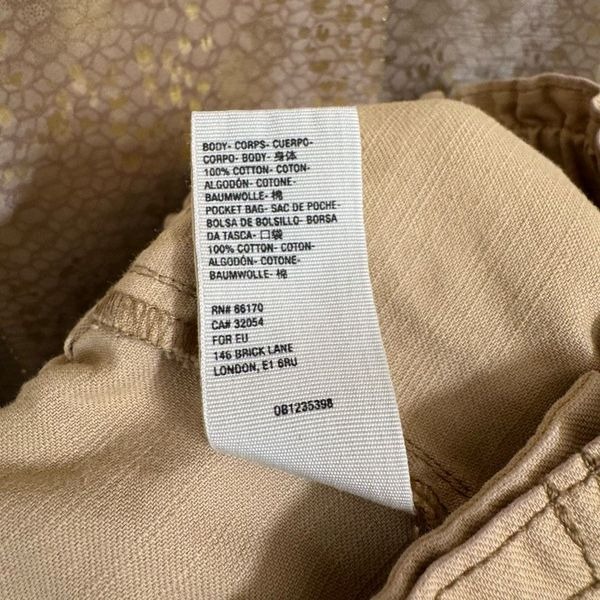 BODY- CORPS- CUERPO-
CORPO- BODY- 身体
100% COTTON- COTON-
ALGODÓN- COTONE-
BAUMWOLLE- 棉
POCKET BAG- SAC DE POCHE-
BOLSA DE BOLSILLO- BORSA
DA TASCA- 口袋
100% COTTON- COTON-
ALGODÓN- COTONE-
BAUMWOLLE- 棉
RN# 66170
CA# 32054
FOR EU
146 BRICK LANE
LONDON, E1 6RU
OB1235398